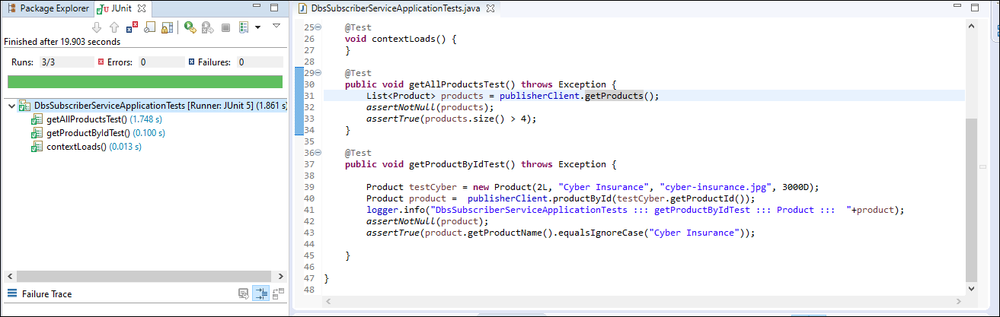 Package Explorer JUnit
Finished after 19.903 seconds
Runs: 3/3 Errors: 0 Failures: 0
DbsSubscriberServiceApplicationTests [Runner: JUnit 5] (1.861 s)
getAllProductsTest() (1.748 s)
getProductByIdTest() (0.100 s)
contextLoads() (0.013 s)
Failure Trace
DbsSubscriberServiceApplicationTests.java
25 @Test
26 void contextLoads() {
27 }
28
29 @Test
30 public void getAllProductsTest() throws Exception {
31 List<Product> products = publisherClient.getProducts();
32 assertNotNull(products);
33 assertTrue(products.size() > 4);
34 }
35
36 @Test
37 public void getProductByIdTest() throws Exception {
38
39 Product testCyber = new Product(2L, "Cyber Insurance", "cyber-insurance.jpg", 3000D);
40 Product product =  publisherClient.productById(testCyber.getProductId());
41 logger.info("DbsSubscriberServiceApplicationTests ::: getProductByIdTest ::: Product :::  "+product);
42 assertNotNull(product);
43 assertTrue(product.getProductName().equalsIgnoreCase("Cyber Insurance"));
44
45 }
46
47 }
48